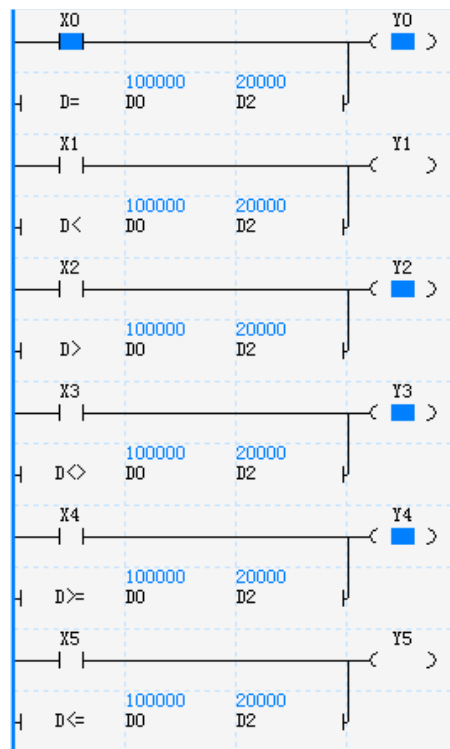 X0 Y0
100000 20000
D= D0 D2
X1 Y1
100000 20000
D< D0 D2
X2 Y2
100000 20000
D> D0 D2
X3 Y3
100000 20000
D<> D0 D2
X4 Y4
100000 20000
D>= D0 D2
X5 Y5
100000 20000
D<= D0 D2